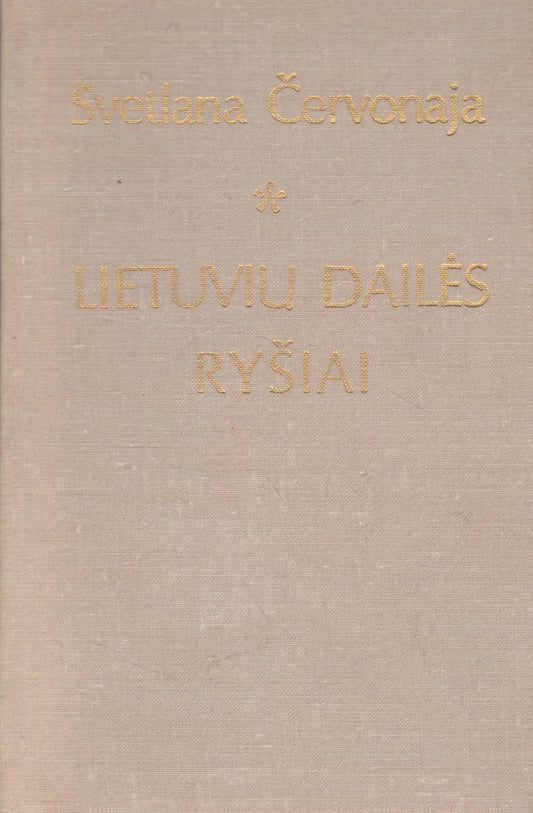 Svetlana Červonaja
*
LIETUVIŲ DAILĖS
RYŠIAI